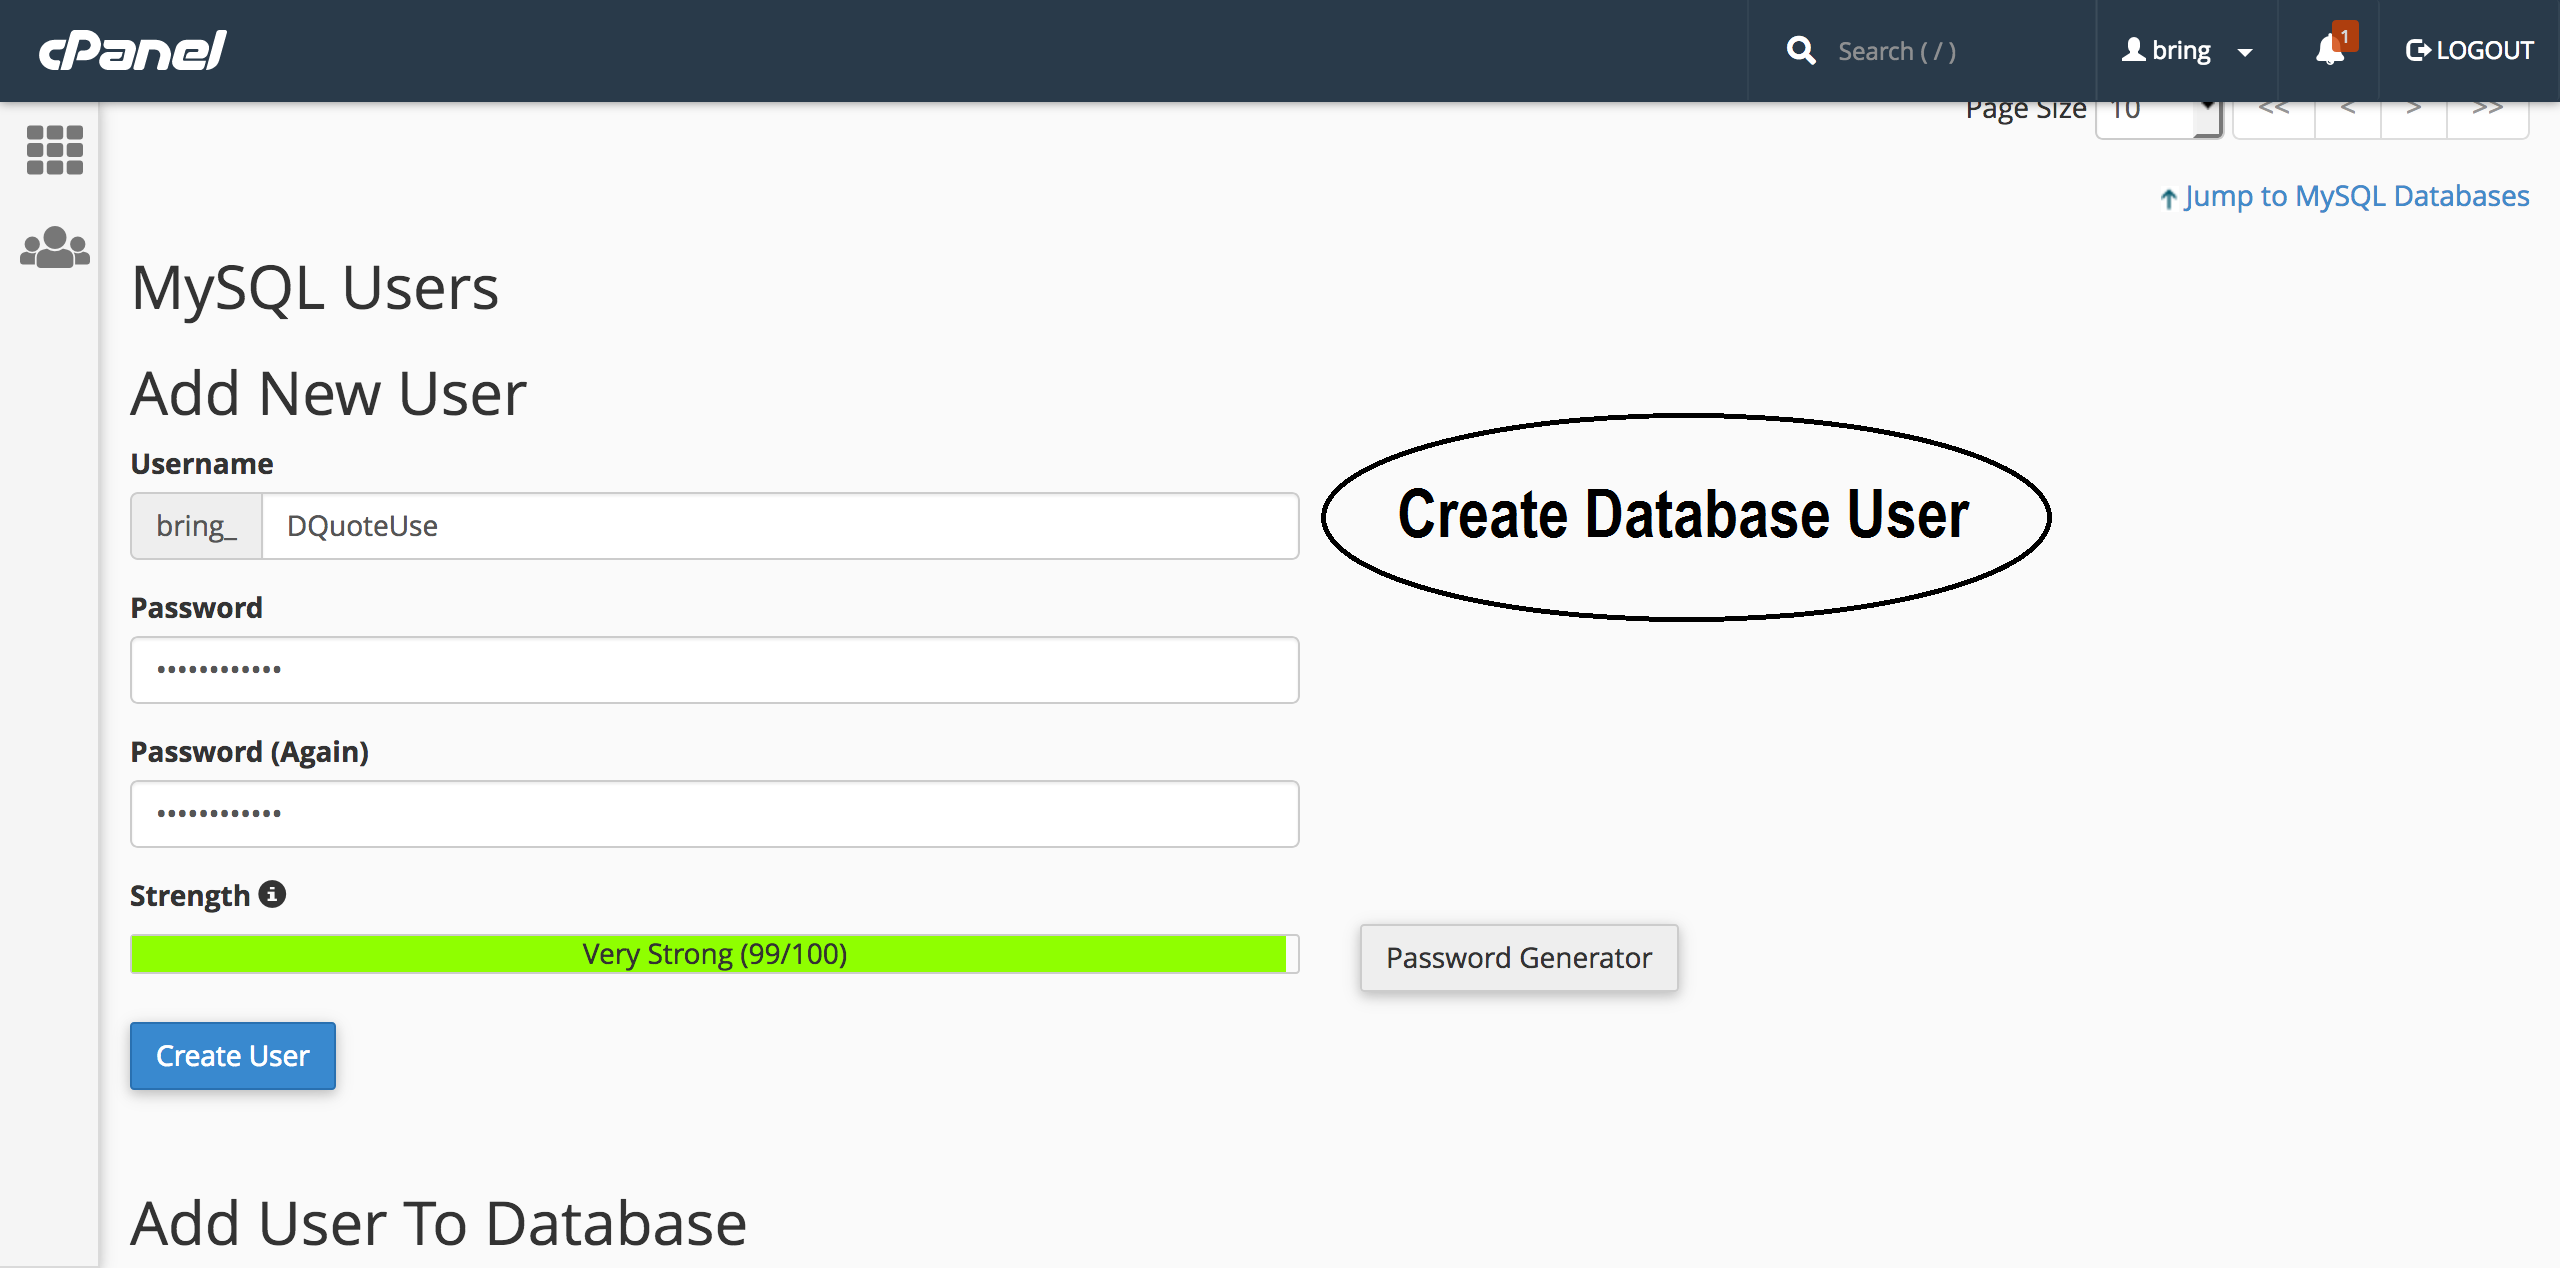 cPanel
Search ( / )
bring
1
LOGOUT
Page Size 10 << < > >>
Jump to MySQL Databases
MySQL Users
Add New User
Username
bring_ DQuoteUse
Create Database User
Password
••••••••••••
Password (Again)
••••••••••••
Strength
Very Strong (99/100)
Password Generator
Create User
Add User To Database